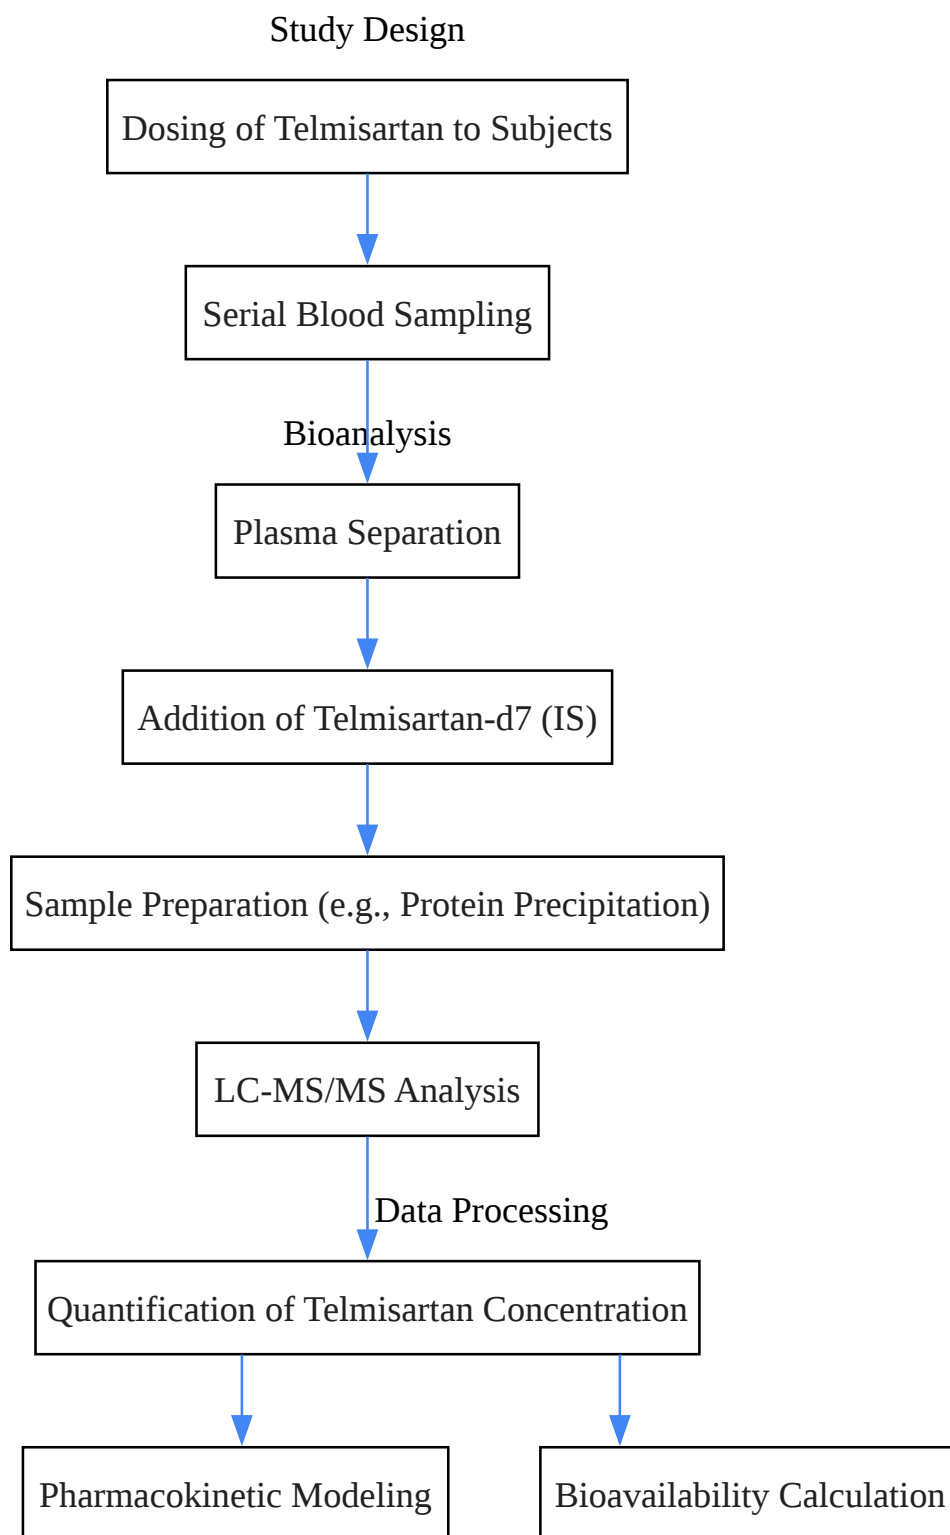 Study Design
Dosing of Telmisartan to Subjects
Serial Blood Sampling
Bioanalysis
Plasma Separation
Addition of Telmisartan-d7 (IS)
Sample Preparation (e.g., Protein Precipitation)
LC-MS/MS Analysis
Data Processing
Quantification of Telmisartan Concentration
Pharmacokinetic Modeling
Bioavailability Calculation